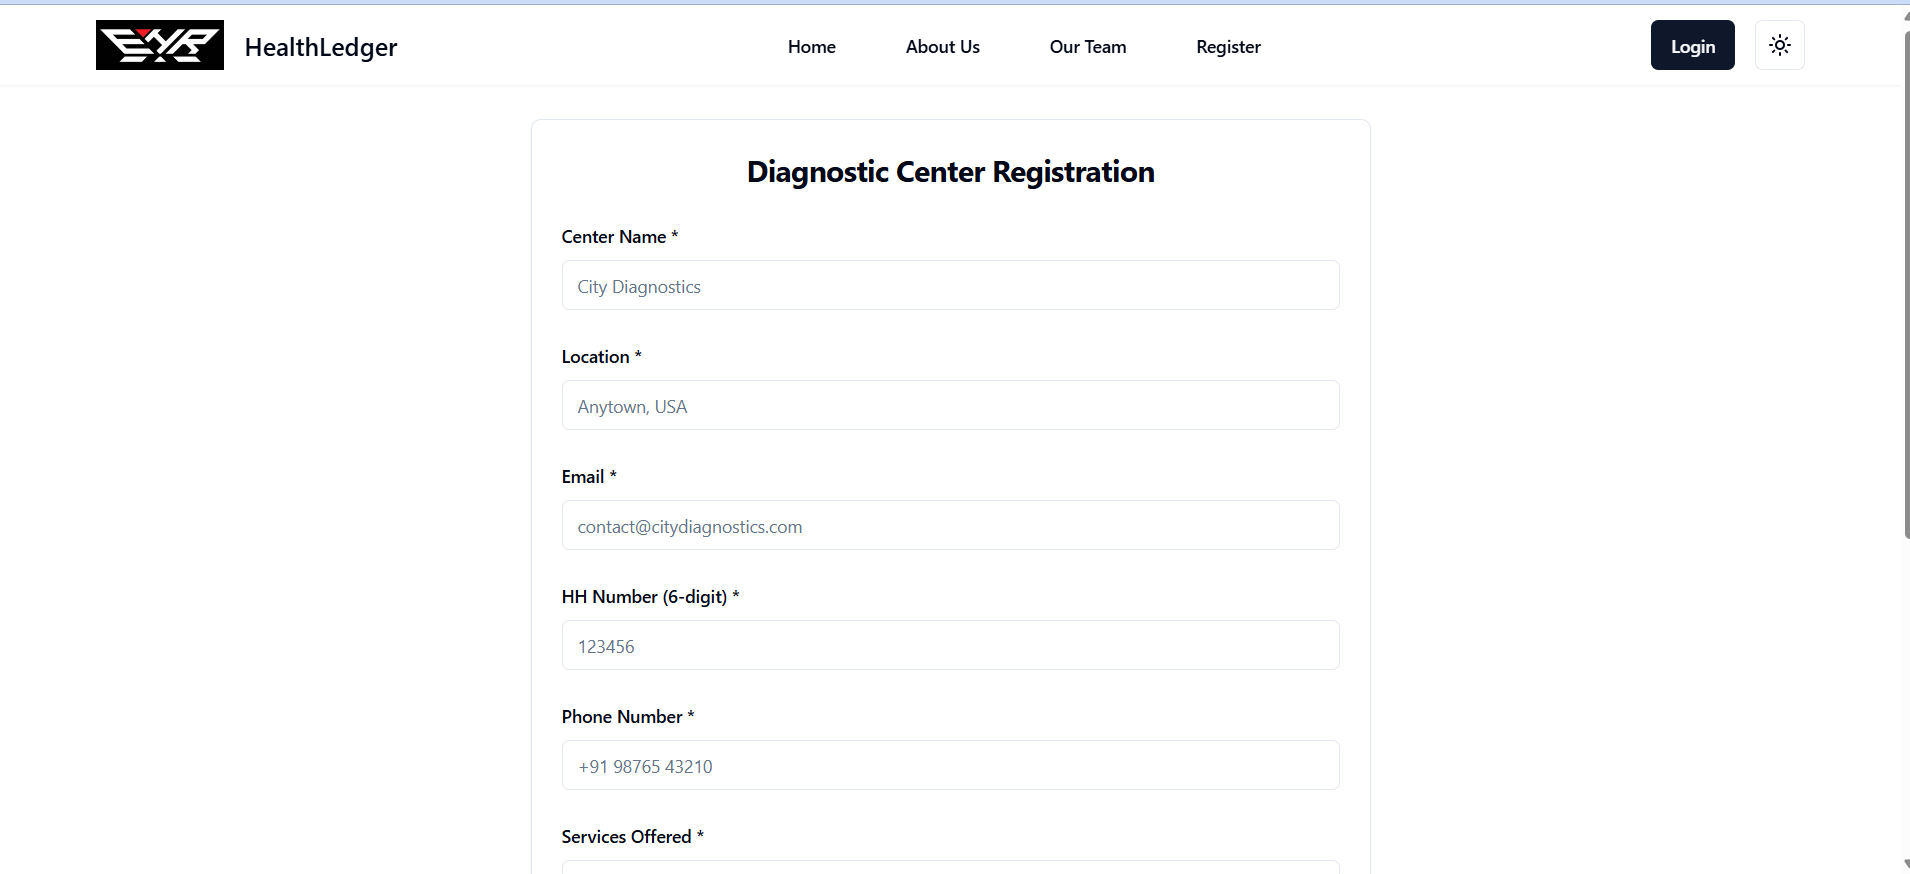 EYR HealthLedger Home About Us Our Team Register Login
Diagnostic Center Registration
Center Name *
City Diagnostics
Location *
Anytown, USA
Email *
contact@citydiagnostics.com
HH Number (6-digit) *
123456
Phone Number *
+91 98765 43210
Services Offered *